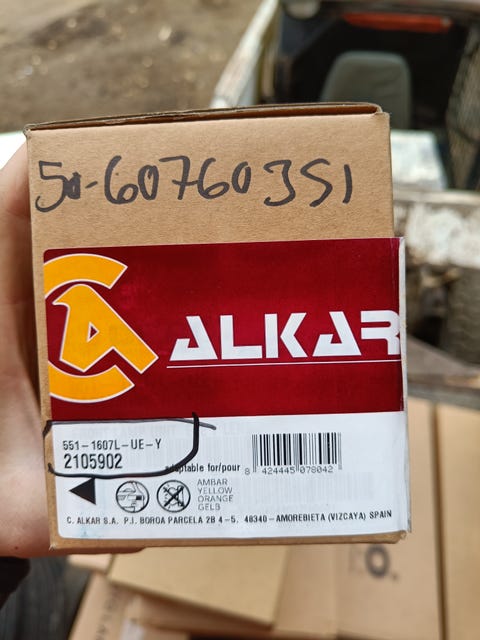 50-6076035I
ALKAR
551-1607L-UE-Y
2105902
adaptable for/pour
8 424445 078042
AMBAR
YELLOW
ORANGE
GELB
C. ALKAR S.A. P.I. BOROA PARCELA 2B 4-5, 48340-AMOREBIETA (VIZCAYA) SPAIN